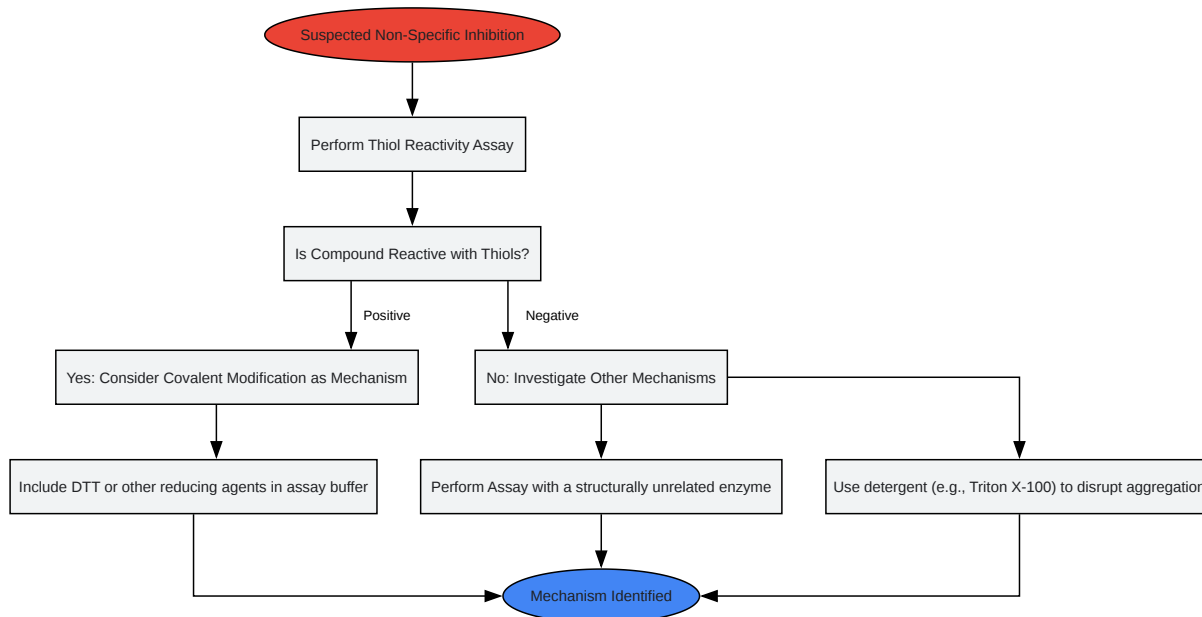 Suspected Non-Specific Inhibition
Perform Thiol Reactivity Assay
Is Compound Reactive with Thiols?
Positive
Negative
Yes: Consider Covalent Modification as Mechanism
No: Investigate Other Mechanisms
Include DTT or other reducing agents in assay buffer
Perform Assay with a structurally unrelated enzyme
Use detergent (e.g., Triton X-100) to disrupt aggregation
Mechanism Identified